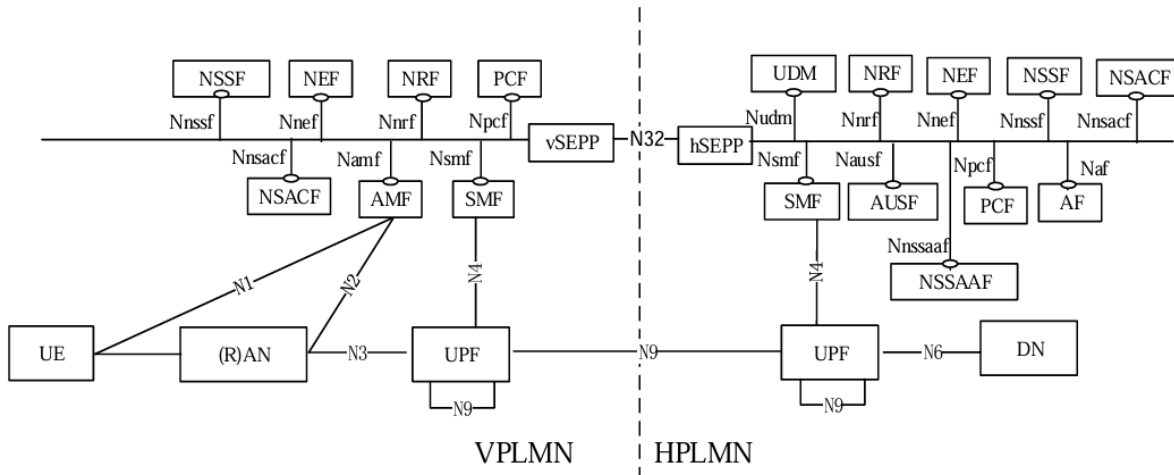 NSSF NEF NRF PCF UDM NRF NEF NSSF NSACF
Nnssf Nnef Nnrf Npcf Nudm Nnrf Nnef Nnssf Nnsacf
vSEPP N32 hSEPP
Nnsacf Namf Nsmf Nsmf Nausf Npcf Naf
NSACF AMF SMF SMF AUSF PCF AF
Nnssaaf
N1 N2 N4 N4 NSSAAF
UE (R)AN N3 UPF N9 UPF N6 DN
N9 N9
VPLMN HPLMN